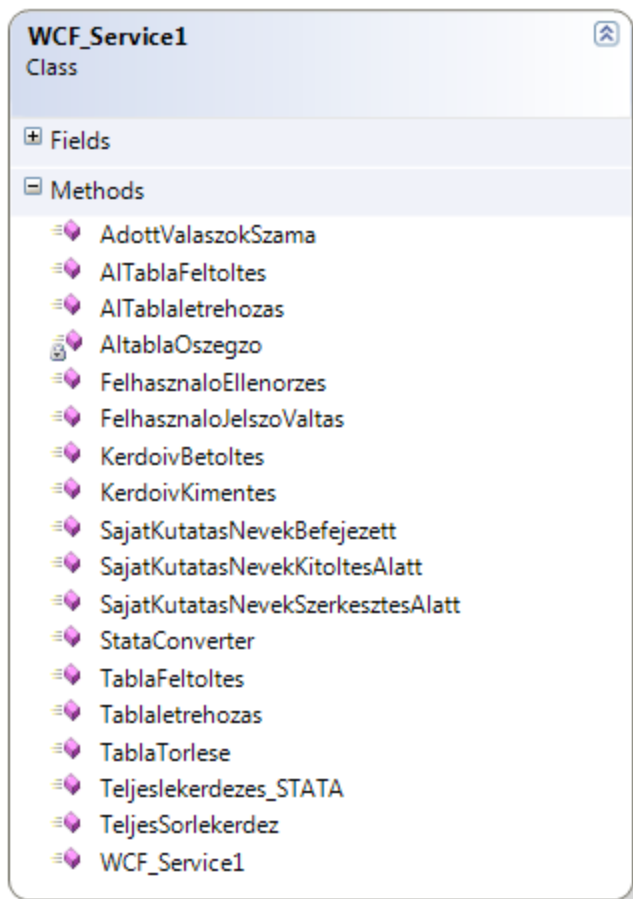 WCF_Service1
Class
Fields
Methods
AdottValaszokSzama
AlTablaFeltoltes
AlTablaletrehozas
AltablaOszegzo
FelhasznaloEllenorzes
FelhasznaloJelszoValtas
KerdoivBetoltes
KerdoivKimentes
SajatKutatasNevekBefejezett
SajatKutatasNevekKitoltesAlatt
SajatKutatasNevekSzerkesztesAlatt
StataConverter
TablaFeltoltes
Tablaletrehozas
TablaTorlese
Teljeslekerdezes_STATA
TeljesSorlekerdez
WCF_Service1